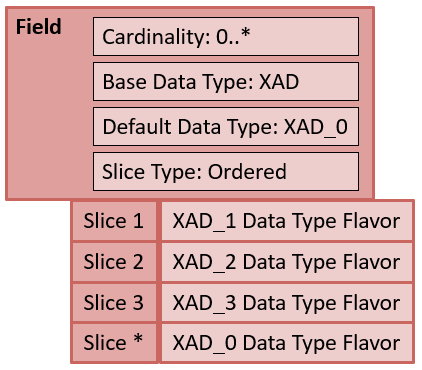 Field
Cardinality: 0..*
Base Data Type: XAD
Default Data Type: XAD_0
Slice Type: Ordered
Slice 1 XAD_1 Data Type Flavor
Slice 2 XAD_2 Data Type Flavor
Slice 3 XAD_3 Data Type Flavor
Slice * XAD_0 Data Type Flavor